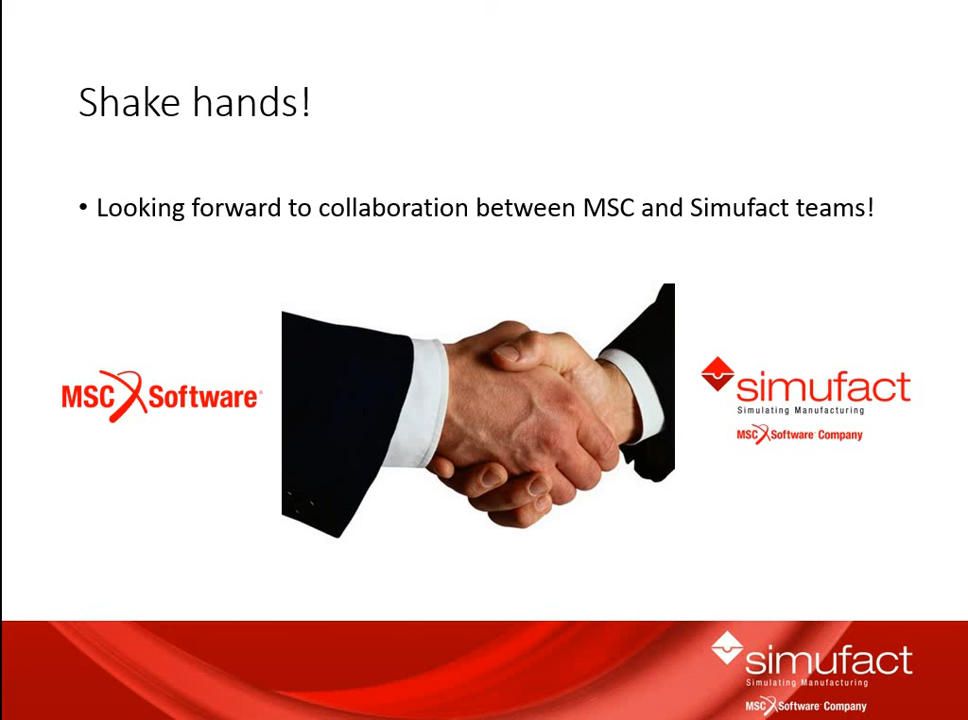 Shake hands!
• Looking forward to collaboration between MSC and Simufact teams!
MSC Software®
simufact
Simulating Manufacturing
MSC Software Company
simufact
Simulating Manufacturing
MSC Software Company